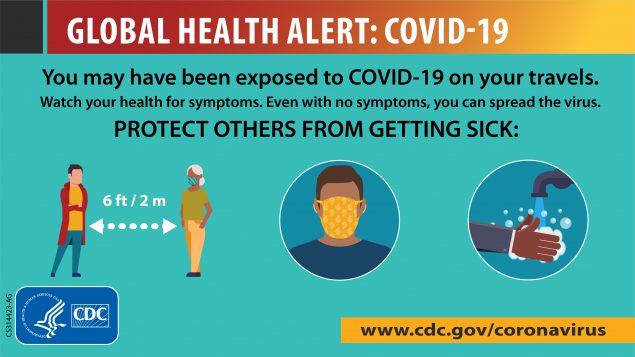 GLOBAL HEALTH ALERT: COVID-19
You may have been exposed to COVID-19 on your travels.
Watch your health for symptoms. Even with no symptoms, you can spread the virus.
PROTECT OTHERS FROM GETTING SICK:
6 ft / 2 m
CS314423-AG
CDC
www.cdc.gov/coronavirus